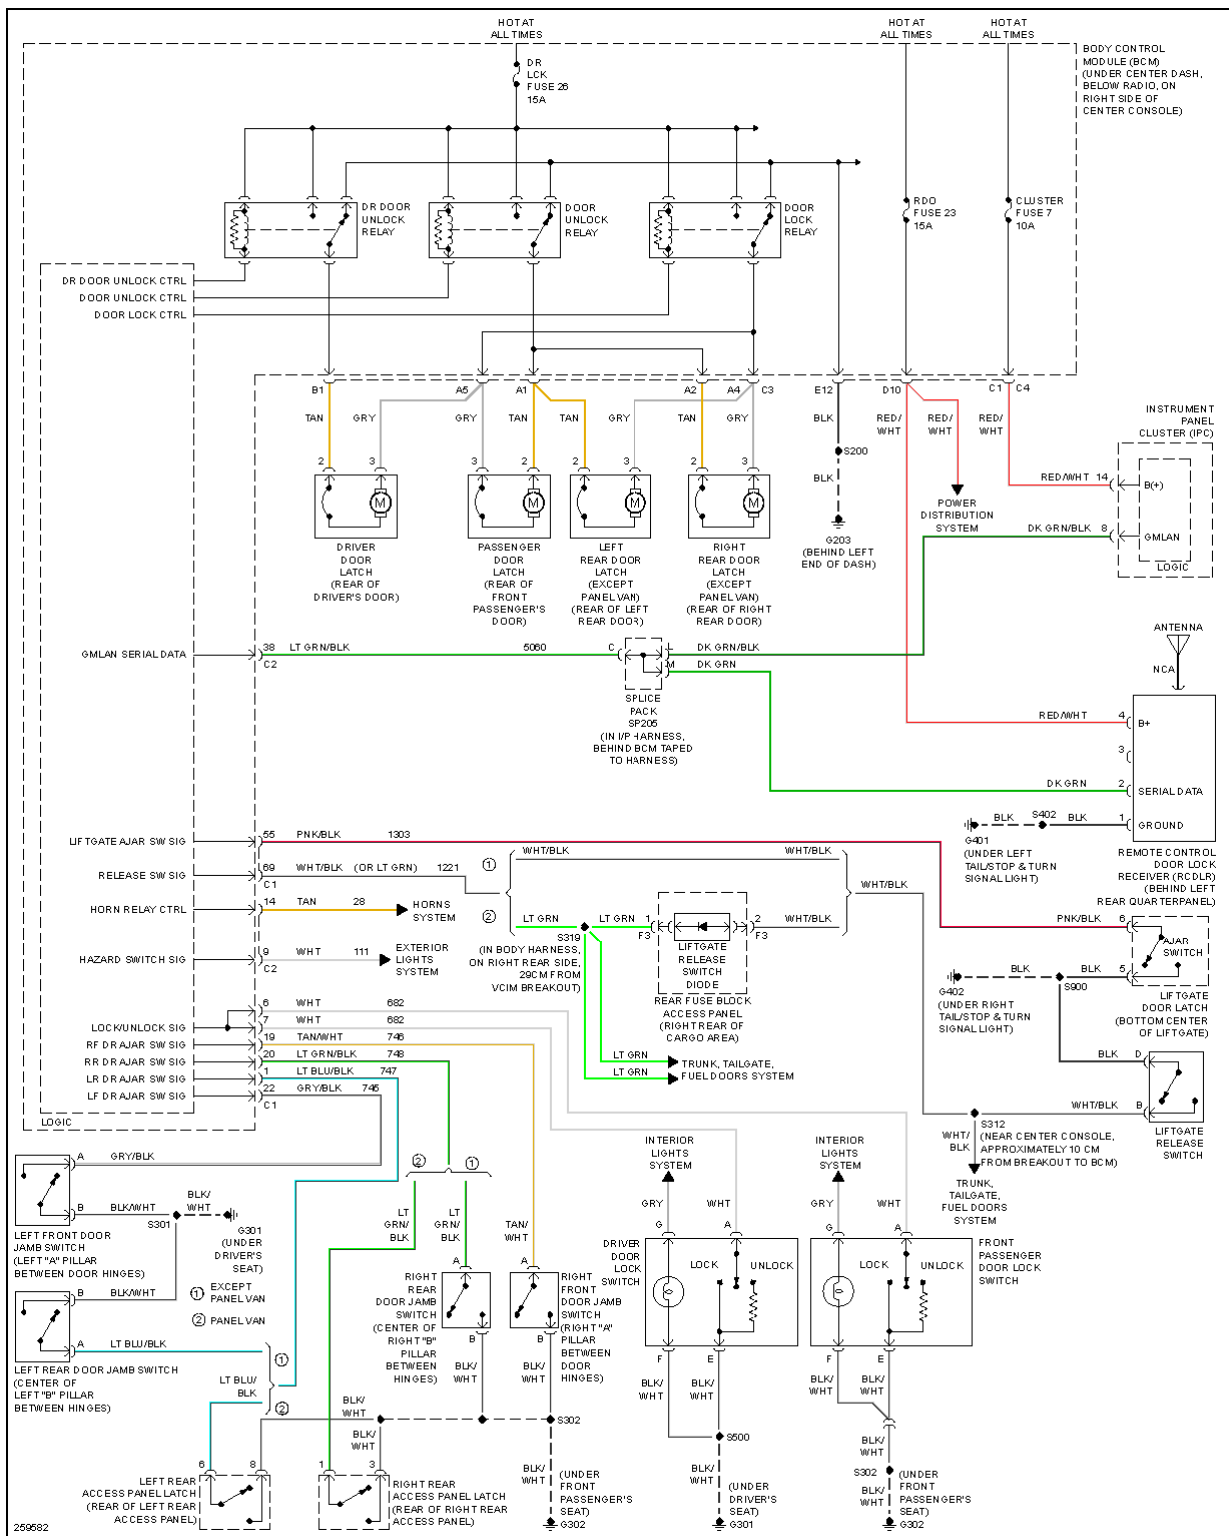 HOT AT
ALL TIMES
HOT AT
ALL TIMES
HOT AT
ALL TIMES
DR
LCK
FUSE 26
15A
BODY CONTROL
MODULE (BCM)
(UNDER CENTER DASH,
BELOW RADIO, ON
RIGHT SIDE OF
CENTER CONSOLE)
DR DOOR
UNLOCK
RELAY
DOOR
UNLOCK
RELAY
DOOR
LOCK
RELAY
RDO
FUSE 23
15A
CLUSTER
FUSE 7
10A
DR DOOR UNLOCK CTRL
DOOR UNLOCK CTRL
DOOR LOCK CTRL
B1
A5
A1
A2
A4
C3
E12
D10
C1
C4
TAN
GRY
GRY
TAN
TAN
GRY
TAN
GRY
BLK
RED/
WHT
RED/
WHT
RED/
WHT
INSTRUMENT
PANEL
CLUSTER (IPC)
2
3
3
2
2
3
2
3
S200
BLK
M
M
M
M
RED/WHT
14
B(+)
POWER
DISTRIBUTION
SYSTEM
DK GRN/BLK
8
GMLAN
LOGIC
G203
(BEHIND LEFT
END OF DASH)
DRIVER
DOOR
LATCH
(REAR OF
DRIVER'S DOOR)
PASSENGER
DOOR
LATCH
(REAR OF
FRONT
PASSENGER'S
DOOR)
LEFT
REAR DOOR
LATCH
(EXCEPT
PANEL VAN)
(REAR OF LEFT
REAR DOOR)
RIGHT
REAR DOOR
LATCH
(EXCEPT
PANEL VAN)
(REAR OF RIGHT
REAR DOOR)
GMLAN SERIAL DATA
38
LT GRN/BLK
5060
C
L
DK GRN/BLK
C2
M
DK GRN
SPLICE
PACK
SP205
(IN I/P HARNESS,
BEHIND BCM TAPED
TO HARNESS)
ANTENNA
NCA
RED/WHT
4
B+
3
DK GRN
2
SERIAL DATA
BLK
S402
BLK
1
GROUND
G401
(UNDER LEFT
TAIL/STOP & TURN
SIGNAL LIGHT)
REMOTE CONTROL
DOOR LOCK
RECEIVER (RCDLR)
(BEHIND LEFT
REAR QUARTERPANEL)
LIFTGATE AJAR SW SIG
55
PNK/BLK
1303
RELEASE SW SIG
69
WHT/BLK
(OR LT GRN)
1221
C1
1
WHT/BLK
WHT/BLK
WHT/BLK
HORN RELAY CTRL
14
TAN
28
HORNS
SYSTEM
2
LT GRN
LT GRN
1
F3
2
F3
WHT/BLK
S319
(IN BODY HARNESS,
ON RIGHT REAR SIDE,
29CM FROM
VCIM BREAKOUT)
LIFTGATE
RELEASE
SWITCH
DIODE
REAR FUSE BLOCK
ACCESS PANEL
(RIGHT REAR OF
CARGO AREA)
HAZARD SWITCH SIG
9
WHT
111
C2
EXTERIOR
LIGHTS
SYSTEM
PNK/BLK
6
AJAR
SWITCH
BLK
BLK
5
G402
(UNDER RIGHT
TAIL/STOP & TURN
SIGNAL LIGHT)
S900
LIFTGATE
DOOR LATCH
(BOTTOM CENTER
OF LIFTGATE)
LOCK/UNLOCK SIG
6
WHT
682
7
WHT
682
RF DR AJAR SW SIG
19
TAN/WHT
746
RR DR AJAR SW SIG
20
LT GRN/BLK
748
LR DR AJAR SW SIG
1
LT BLU/BLK
747
LF DR AJAR SW SIG
22
GRY/BLK
745
C1
LOGIC
LT GRN
LT GRN
TRUNK, TAILGATE,
FUEL DOORS SYSTEM
BLK
D
WHT/BLK
B
LIFTGATE
RELEASE
SWITCH
S312
(NEAR CENTER CONSOLE,
APPROXIMATELY 10 CM
FROM BREAKOUT TO BCM)
WHT/
BLK
TRUNK,
TAILGATE,
FUEL DOORS
SYSTEM
A
GRY/BLK
B
BLK/WHT
BLK/
WHT
S301
G301
(UNDER
DRIVER'S
SEAT)
LEFT FRONT DOOR
JAMB SWITCH
(LEFT "A" PILLAR
BETWEEN DOOR HINGES)
1
EXCEPT
PANEL VAN
2
PANEL VAN
B
BLK/WHT
A
LT BLU/BLK
LEFT REAR DOOR JAMB SWITCH
(CENTER OF
LEFT "B" PILLAR
BETWEEN HINGES)
1
LT BLU/
BLK
2
2
1
LT
GRN/
BLK
LT
GRN/
BLK
TAN/
WHT
A
A
RIGHT
REAR
DOOR JAMB
SWITCH
(CENTER OF
RIGHT "B"
PILLAR
BETWEEN
HINGES)
RIGHT
FRONT
DOOR JAMB
SWITCH
(RIGHT "A"
PILLAR
BETWEEN
DOOR
HINGES)
B
B
BLK/
WHT
BLK/
WHT
INTERIOR
LIGHTS
SYSTEM
INTERIOR
LIGHTS
SYSTEM
GRY
WHT
GRY
WHT
G
A
G
A
DRIVER
DOOR
LOCK
SWITCH
LOCK
UNLOCK
LOCK
UNLOCK
FRONT
PASSENGER
DOOR LOCK
SWITCH
F
E
F
E
BLK/
WHT
BLK/
WHT
BLK/
WHT
BLK/
WHT
BLK/
WHT
BLK/
WHT
S302
S500
BLK/
WHT
S302
6
8
1
3
LEFT REAR
ACCESS PANEL LATCH
(REAR OF LEFT REAR
ACCESS PANEL)
RIGHT REAR
ACCESS PANEL LATCH
(REAR OF RIGHT REAR
ACCESS PANEL)
BLK/
WHT
(UNDER
FRONT
PASSENGER'S
SEAT)
G302
BLK/
WHT
(UNDER
DRIVER'S
SEAT)
G301
BLK/
WHT
(UNDER
FRONT
PASSENGER'S
SEAT)
G302
259582